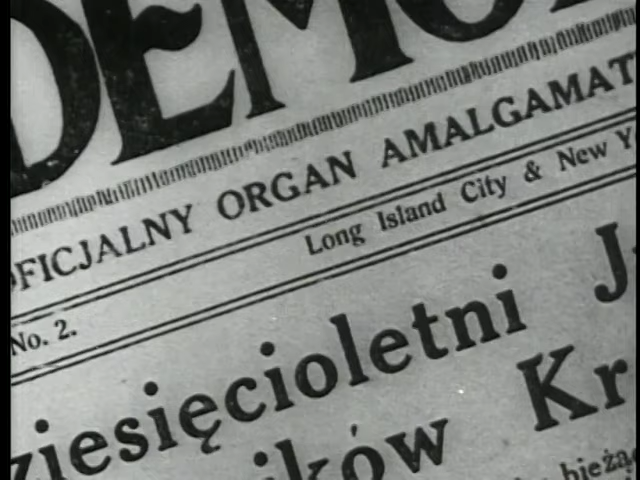 DEMO
OFICJALNY ORGAN AMALGAMAT
Long Island City & New Y
No. 2.
ziesięcioletni J
ików Kr
bieżą